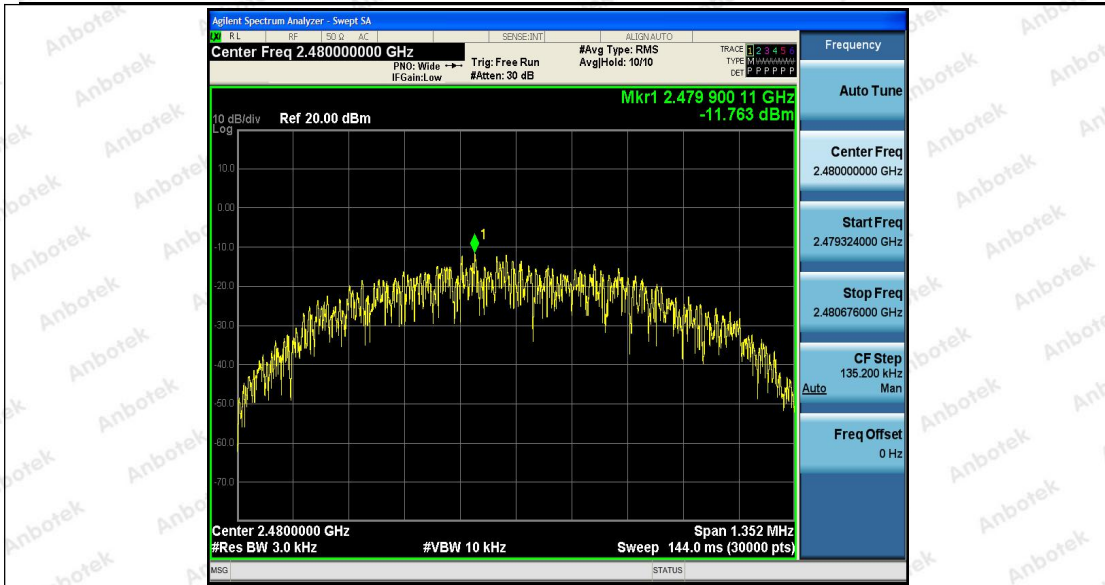 Agilent Spectrum Analyzer - Swept SA
RL RF 50 Ω AC SENSE:INT ALIGN AUTO
Center Freq 2.480000000 GHz
PNO: Wide
IFGain:Low
Trig: Free Run
#Atten: 30 dB
#Avg Type: RMS
Avg|Hold: 10/10
TRACE 1 2 3 4 5 6
TYPE M
DET P P P P P P
Mkr1 2.479 900 11 GHz
-11.763 dBm
10 dB/div Ref 20.00 dBm
Log
10.0
0.00
-10.0
-20.0
-30.0
-40.0
-50.0
-60.0
-70.0
1
Center 2.4800000 GHz
Span 1.352 MHz
#Res BW 3.0 kHz
#VBW 10 kHz
Sweep 144.0 ms (30000 pts)
MSG
STATUS
Frequency
Auto Tune
Center Freq
2.480000000 GHz
Start Freq
2.479324000 GHz
Stop Freq
2.480676000 GHz
CF Step
135.200 kHz
Auto Man
Freq Offset
0 Hz
Anbotek